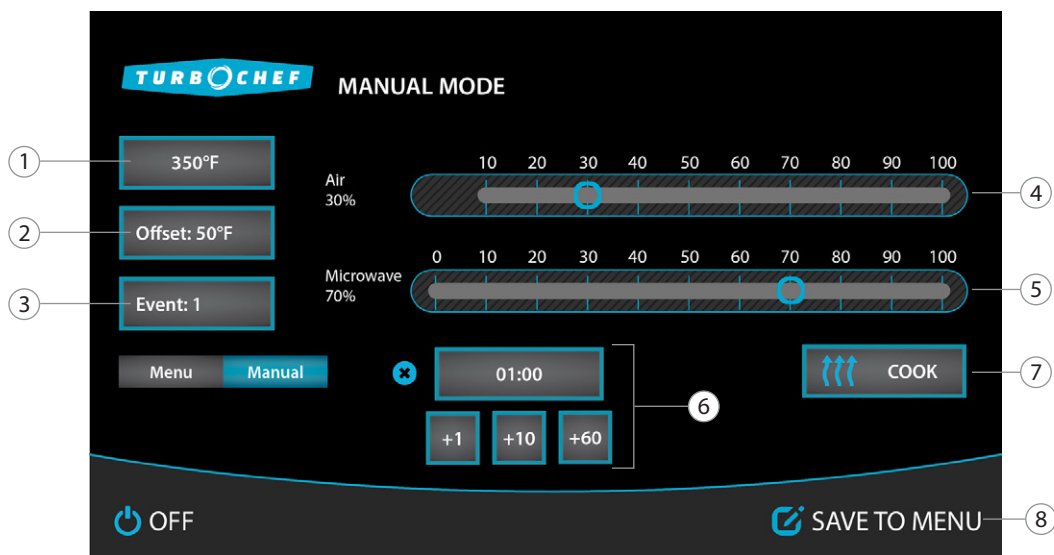 TURBOCHEF
MANUAL MODE
1
350°F
Air
30%
10 20 30 40 50 60 70 80 90 100
4
2
Offset: 50°F
Microwave
70%
0 10 20 30 40 50 60 70 80 90 100
5
3
Event: 1
Menu Manual
01:00
COOK
7
6
+1 +10 +60
OFF
SAVE TO MENU
8